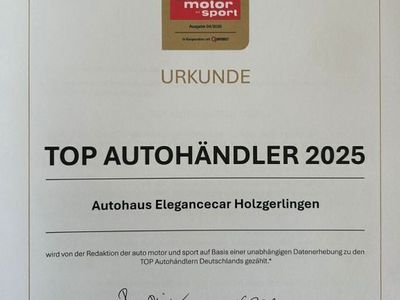 motor
sport
Ausgabe 04/2025
URKUNDE
TOP AUTOHÄNDLER 2025
Autohaus Elegancecar Holzgerlingen
wird von der Redaktion der auto motor und sport auf Basis einer unabhängigen Datenerhebung zu den
TOP Autohändlern Deutschlands gezählt.*